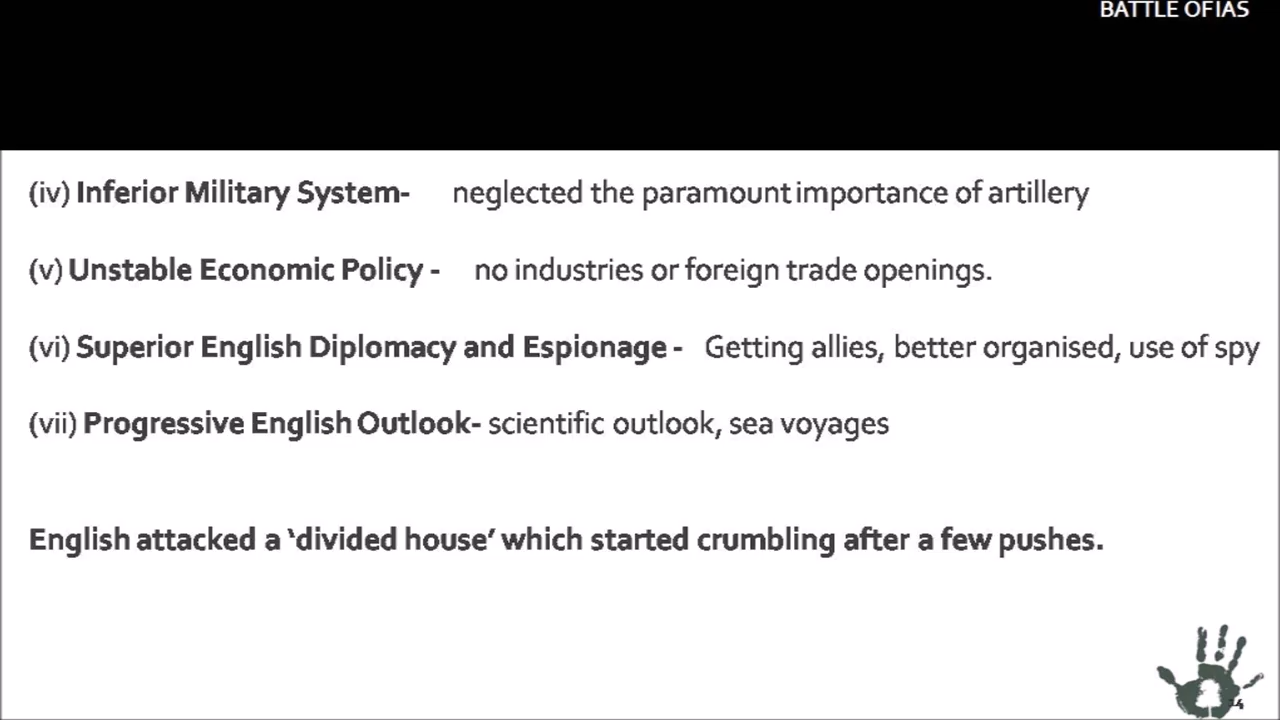 BATTLE OF IAS
(iv) Inferior Military System- neglected the paramount importance of artillery
(v) Unstable Economic Policy - no industries or foreign trade openings.
(vi) Superior English Diplomacy and Espionage - Getting allies, better organised, use of spy
(vii) Progressive English Outlook- scientific outlook, sea voyages
English attacked a ‘divided house’ which started crumbling after a few pushes.